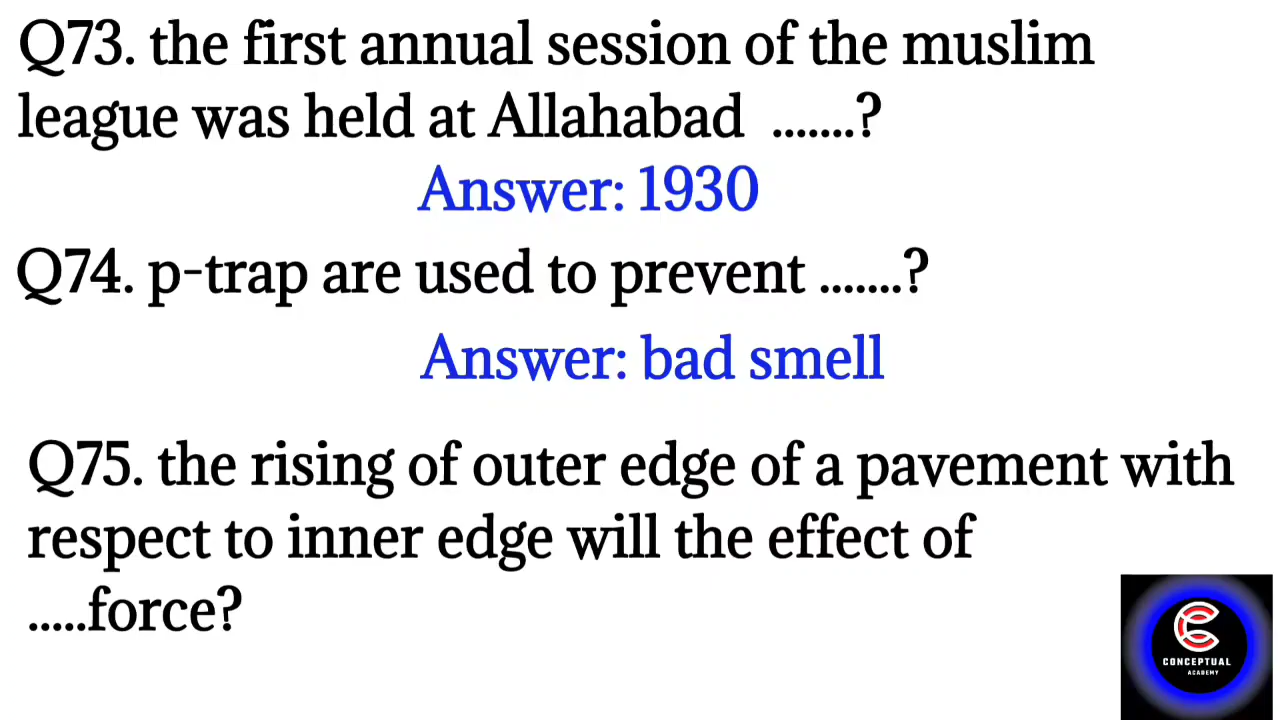 Q73. the first annual session of the muslim
league was held at Allahabad .......?
Answer: 1930
Q74. p-trap are used to prevent .......?
Answer: bad smell
Q75. the rising of outer edge of a pavement with
respect to inner edge will the effect of
.....force?
CONCEPTUAL
ACADEMY